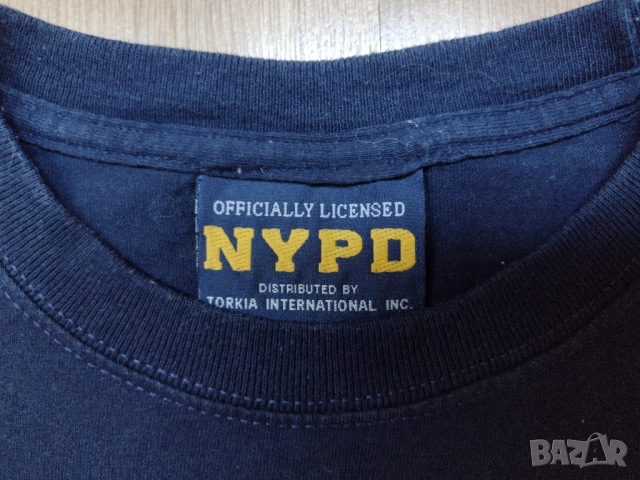 OFFICIALLY LICENSED
NYPD
DISTRIBUTED BY
TORKIA INTERNATIONAL INC.
BAZAR